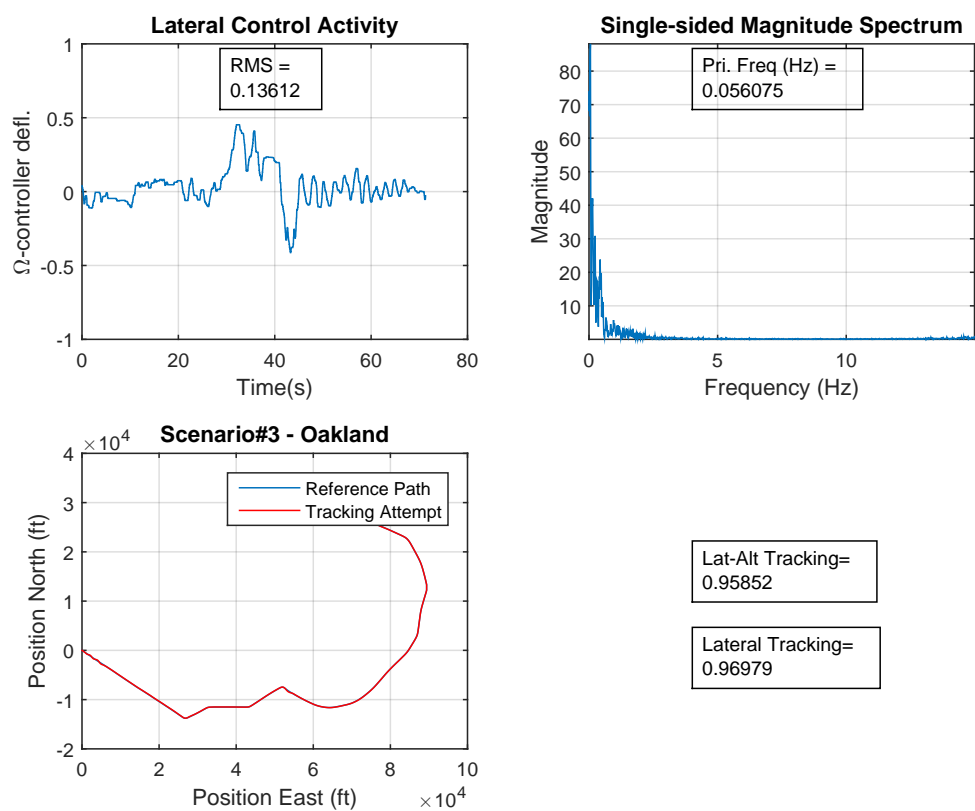 Lateral Control Activity
RMS =
0.13612
1
0.5
0
-0.5
-1
Ω-controller defl.
0
20
40
60
80
Time(s)
Single-sided Magnitude Spectrum
Pri. Freq (Hz) =
0.056075
80
70
60
50
40
30
20
10
Magnitude
0
5
10
Frequency (Hz)
Scenario#3 - Oakland
×10⁴
Reference Path
Tracking Attempt
4
3
2
1
0
-1
-2
Position North (ft)
0
2
4
6
8
10
Position East (ft)
×10⁴
Lat-Alt Tracking=
0.95852
Lateral Tracking=
0.96979